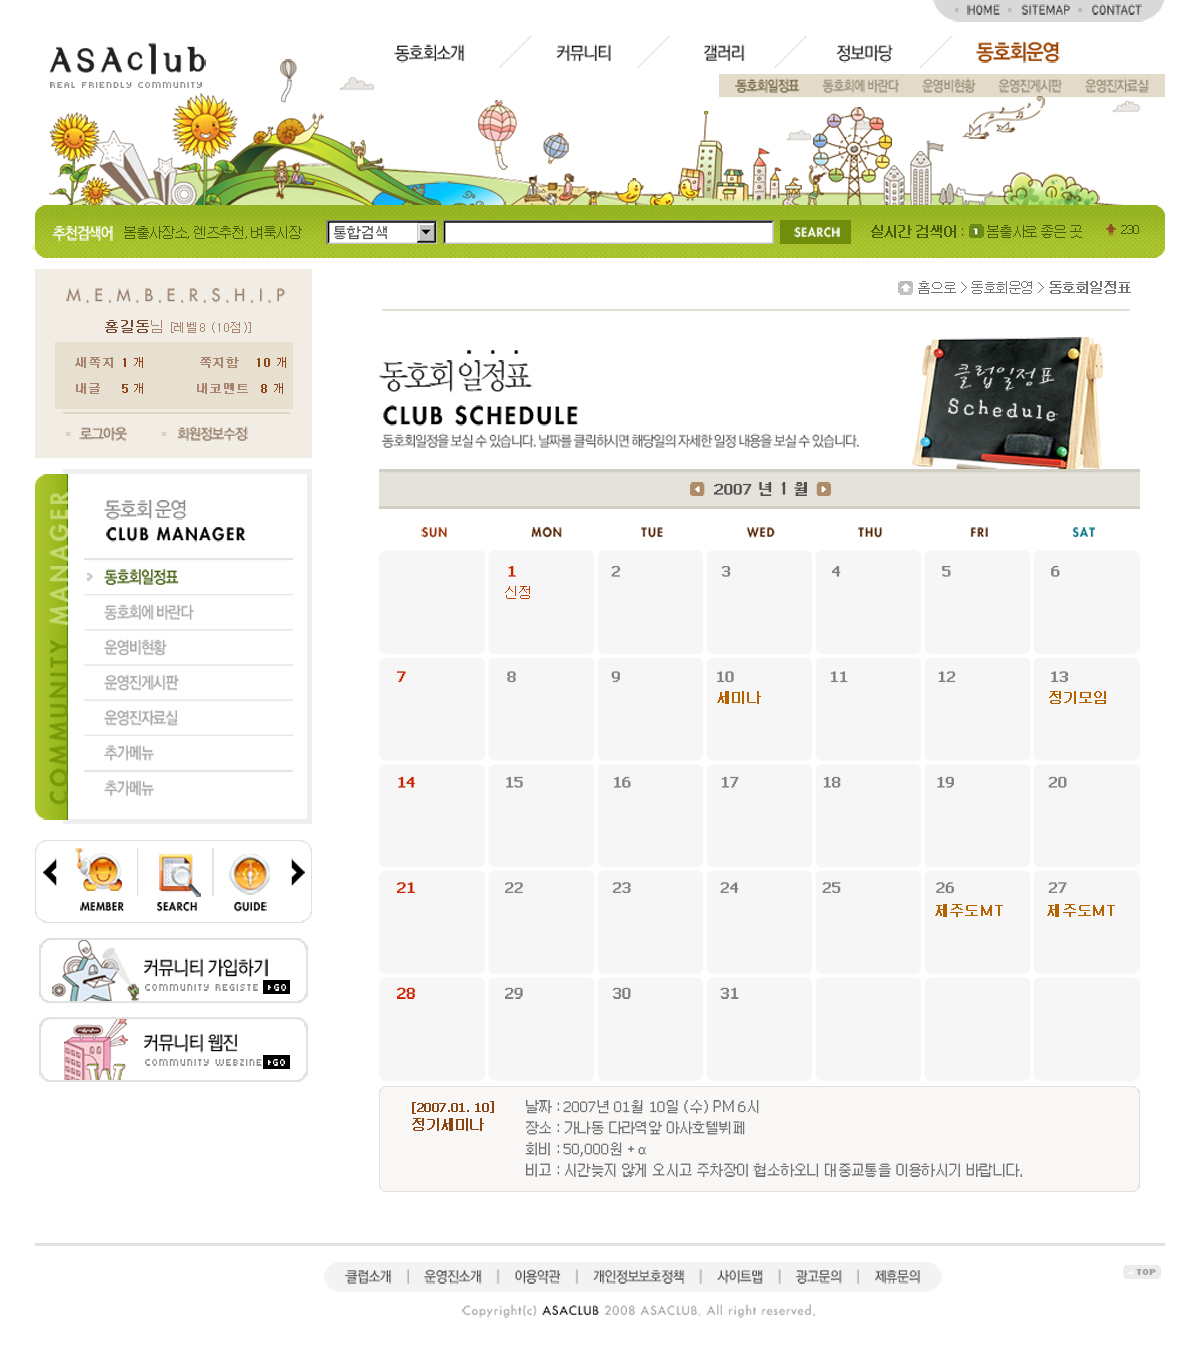 HOME SITEMAP CONTACT
ASAclub
REAL FRIENDLY COMMUNITY
동호회소개 커뮤니티 갤러리 정보마당 동호회운영
동호회일정표 동호회에 바란다 운영비현황 운영진게시판 운영진자료실
추천검색어 봄출사장소, 렌즈추천, 벼룩시장 통합검색 SEARCH 실시간 검색어 : 1 봄출사로 좋은 곳 230
M.E.M.B.E.R.S.H.I.P
홍길동님 [레벨8 (10점)]
새쪽지 1 개 쪽지함 10 개
내글 5 개 내코멘트 8 개
로그아웃 회원정보수정
COMMUNITY MANAGER
동호회 운영
CLUB MANAGER
동호회일정표
동호회에 바란다
운영비현황
운영진게시판
운영진자료실
추가메뉴
추가메뉴
MEMBER SEARCH GUIDE
커뮤니티 가입하기
COMMUNITY REGISTE GO
커뮤니티 웹진
COMMUNITY WEBZINE GO
홈으로 > 동호회운영 > 동호회일정표
동호회 일정표
CLUB SCHEDULE
동호회일정을 보실 수 있습니다. 날짜를 클릭하시면 해당일의 자세한 일정 내용을 보실 수 있습니다.
클럽일정표
Schedule
2007 년 1 월
SUN MON TUE WED THU FRI SAT
1 2 3 4 5 6
신정
7 8 9 10 11 12 13
세미나 정기모임
14 15 16 17 18 19 20
21 22 23 24 25 26 27
제주도MT 제주도MT
28 29 30 31
[2007.01. 10]
정기세미나
날짜 : 2007년 01월 10일 (수) PM 6시
장소 : 가나동 다라역앞 아사호텔뷔페
회비 : 50,000원 + α
비고 : 시간늦지 않게 오시고 주차장이 협소하오니 대중교통을 이용하시기 바랍니다.
클럽소개 | 운영진소개 | 이용약관 | 개인정보보호정책 | 사이트맵 | 광고문의 | 제휴문의
TOP
Copyright(c) ASACLUB 2008 ASACLUB. All right reserved.